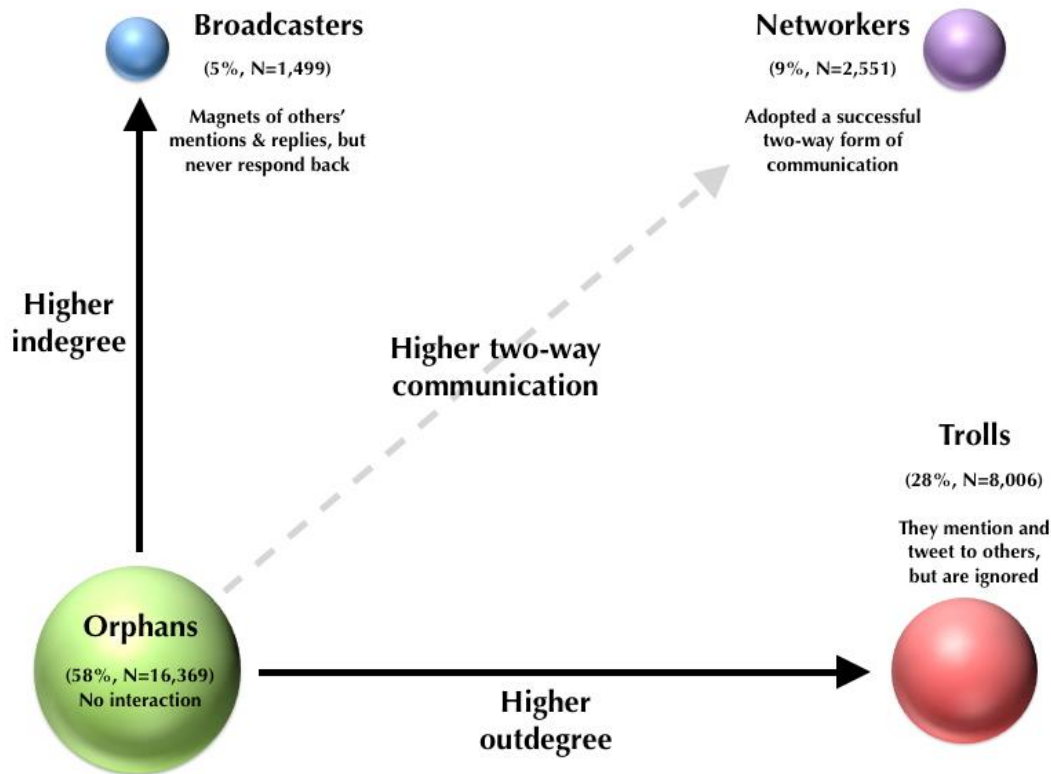 Broadcasters
(5%, N=1,499)
Magnets of others’
mentions & replies, but
never respond back
Networkers
(9%, N=2,551)
Adopted a successful
two-way form of
communication
Higher
indegree
Higher two-way
communication
Trolls
(28%, N=8,006)
They mention and
tweet to others,
but are ignored
Orphans
(58%, N=16,369)
No interaction
Higher
outdegree